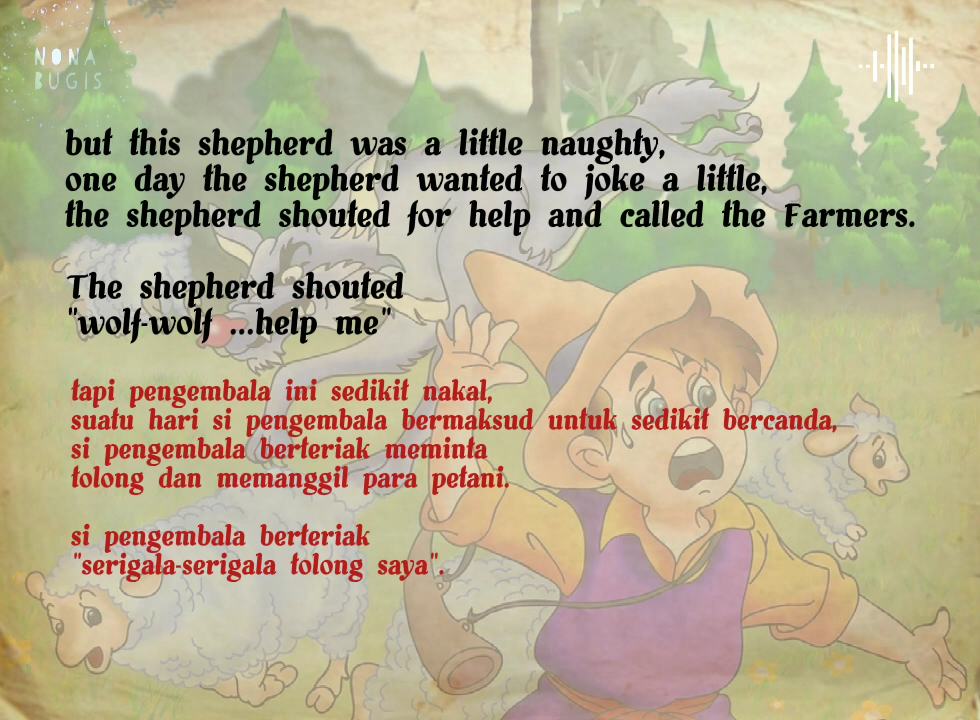 NONA
BUGIS
but this shepherd was a little naughty,
one day the shepherd wanted to joke a little,
the shepherd shouted for help and called the Farmers.
The shepherd shouted
"wolf-wolf ...help me"
tapi pengembala ini sedikit nakal,
suatu hari si pengembala bermaksud untuk sedikit bercanda,
si pengembala berteriak meminta
tolong dan memanggil para petani.
si pengembala berteriak
"serigala-serigala tolong saya".